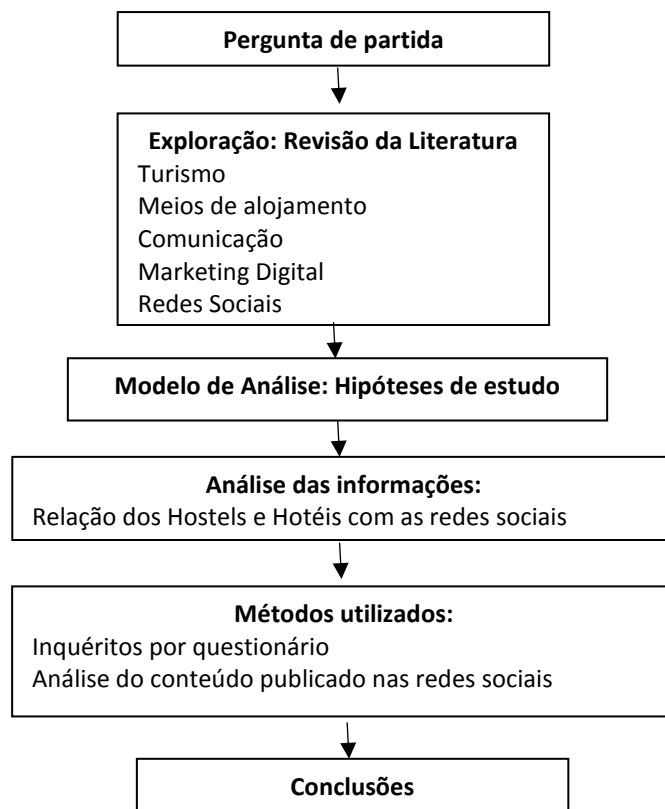 Pergunta de partida
Exploração: Revisão da Literatura
Turismo
Meios de alojamento
Comunicação
Marketing Digital
Redes Sociais
Modelo de Análise: Hipóteses de estudo
Análise das informações:
Relação dos Hostels e Hotéis com as redes sociais
Métodos utilizados:
Inquéritos por questionário
Análise do conteúdo publicado nas redes sociais
Conclusões